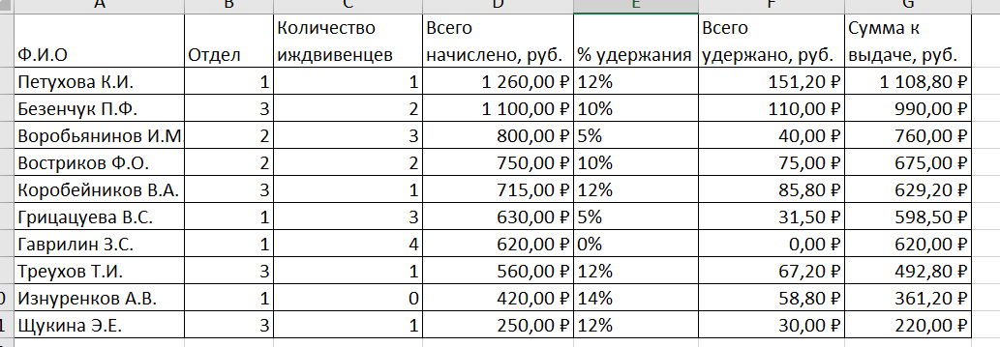 A B C D E F G
Ф.И.О Отдел Количество иждвивенцев Всего начислено, руб. % удержания Всего удержано, руб. Сумма к выдаче, руб.
Петухова К.И. 1 1 1 260,00 ₽ 12% 151,20 ₽ 1 108,80 ₽
Безенчук П.Ф. 3 2 1 100,00 ₽ 10% 110,00 ₽ 990,00 ₽
Воробьянинов И.М. 2 3 800,00 ₽ 5% 40,00 ₽ 760,00 ₽
Востриков Ф.О. 2 2 750,00 ₽ 10% 75,00 ₽ 675,00 ₽
Коробейников В.А. 3 1 715,00 ₽ 12% 85,80 ₽ 629,20 ₽
Грицацуева В.С. 1 3 630,00 ₽ 5% 31,50 ₽ 598,50 ₽
Гаврилин З.С. 1 4 620,00 ₽ 0% 0,00 ₽ 620,00 ₽
Треухов Т.И. 3 1 560,00 ₽ 12% 67,20 ₽ 492,80 ₽
Изнуренков А.В. 1 0 420,00 ₽ 14% 58,80 ₽ 361,20 ₽
Щукина Э.Е. 3 1 250,00 ₽ 12% 30,00 ₽ 220,00 ₽